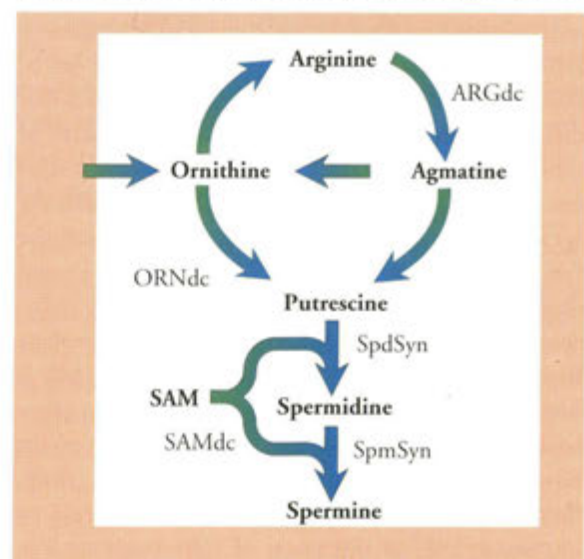 Arginine
ARGdc
Ornithine
Agmatine
ORNdc
Putrescine
SpdSyn
SAM
Spermidine
SAMdc
SpmSyn
Spermine